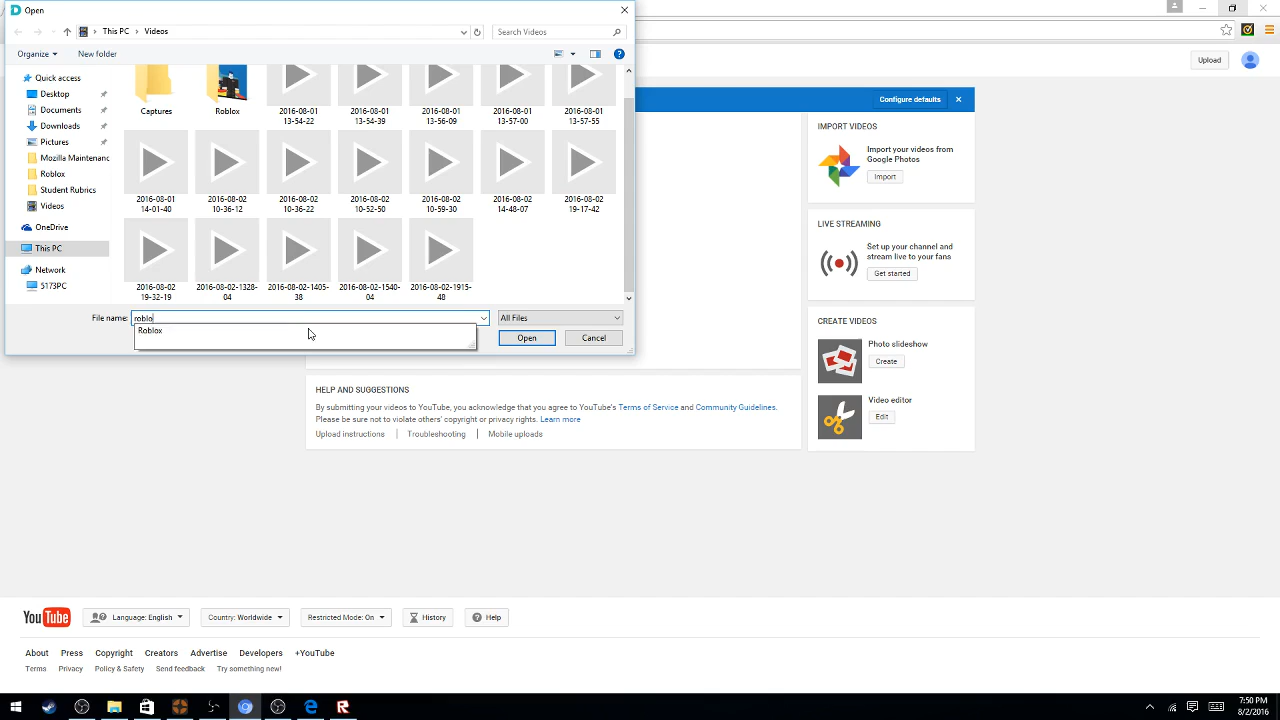 Open
This PC
Videos
Search Videos
Organize
New folder
Quick access
Desktop
Documents
Downloads
Pictures
Mozilla Maintenanc
Roblox
Student Rubrics
Videos
OneDrive
This PC
Network
5173PC
Captures
Roblox
2016-08-01
13-54-22
2016-08-01
13-54-39
2016-08-01
13-56-09
2016-08-01
13-57-00
2016-08-01
13-57-55
2016-08-01
14-01-40
2016-08-02
10-36-12
2016-08-02
10-36-22
2016-08-02
10-52-50
2016-08-02
10-59-30
2016-08-02
14-48-07
2016-08-02
19-17-42
2016-08-02
19-32-19
2016-08-02-1328-
04
2016-08-02-1405-
38
2016-08-02-1540-
04
2016-08-02-1915-
48
File name:
roblo
All Files
Roblox
Open
Cancel
Upload
Configure defaults
IMPORT VIDEOS
Import your videos from
Google Photos
Import
LIVE STREAMING
Set up your channel and
stream live to your fans
Get started
CREATE VIDEOS
Photo slideshow
Create
Video editor
Edit
HELP AND SUGGESTIONS
By submitting your videos to YouTube, you acknowledge that you agree to YouTube's Terms of Service and Community Guidelines.
Please be sure not to violate others' copyright or privacy rights. Learn more
Upload instructions
Troubleshooting
Mobile uploads
YouTube
Language: English
Country: Worldwide
Restricted Mode: On
History
Help
About
Press
Copyright
Creators
Advertise
Developers
+YouTube
Terms
Privacy
Policy & Safety
Send feedback
Try something new!
7:50 PM
8/2/2016